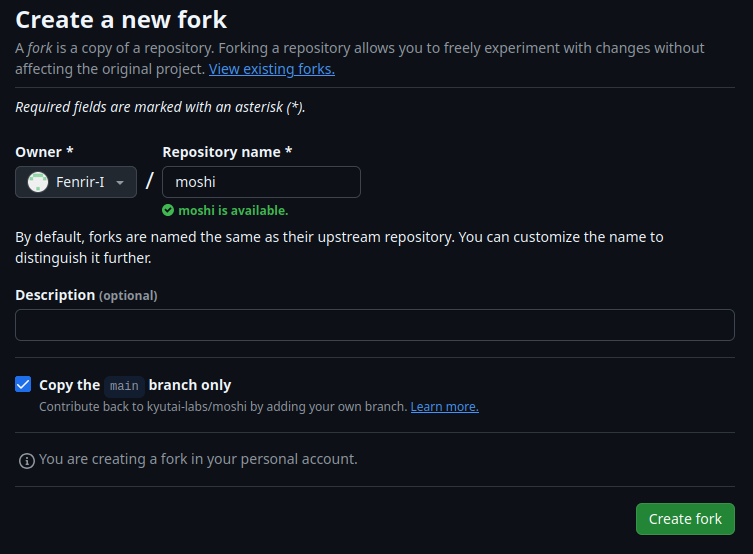 Create a new fork
A fork is a copy of a repository. Forking a repository allows you to freely experiment with changes without
affecting the original project. View existing forks.
Required fields are marked with an asterisk (*).
Owner * Repository name *
Fenrir-I / moshi
moshi is available.
By default, forks are named the same as their upstream repository. You can customize the name to
distinguish it further.
Description (optional)
Copy the main branch only
Contribute back to kyutai-labs/moshi by adding your own branch. Learn more.
You are creating a fork in your personal account.
Create fork